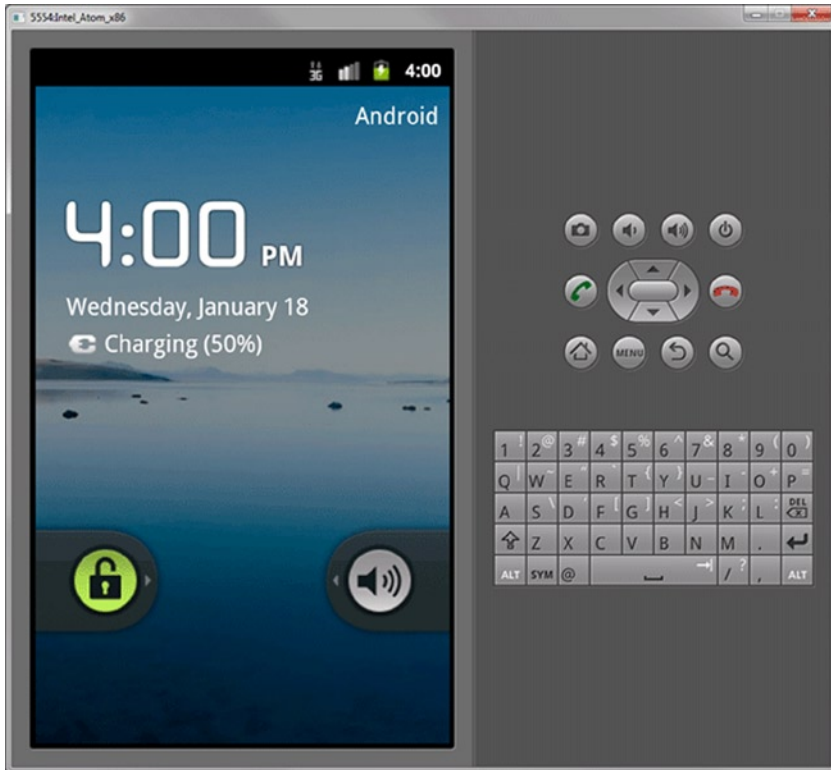 5554:Intel_Atom_x86
3G 4:00
Android
4:00 PM
Wednesday, January 18
Charging (50%)
MENU
1 ! 2 @ 3 # 4 $ 5 % 6 ^ 7 & 8 * 9 ( 0 )
Q | W ~ E “ R ` T { Y } U _ I - O + P =
A S \ D ' F [ G ] H < J > K ; L : DEL
Z X C V B N M .
ALT SYM @ / ? , ALT